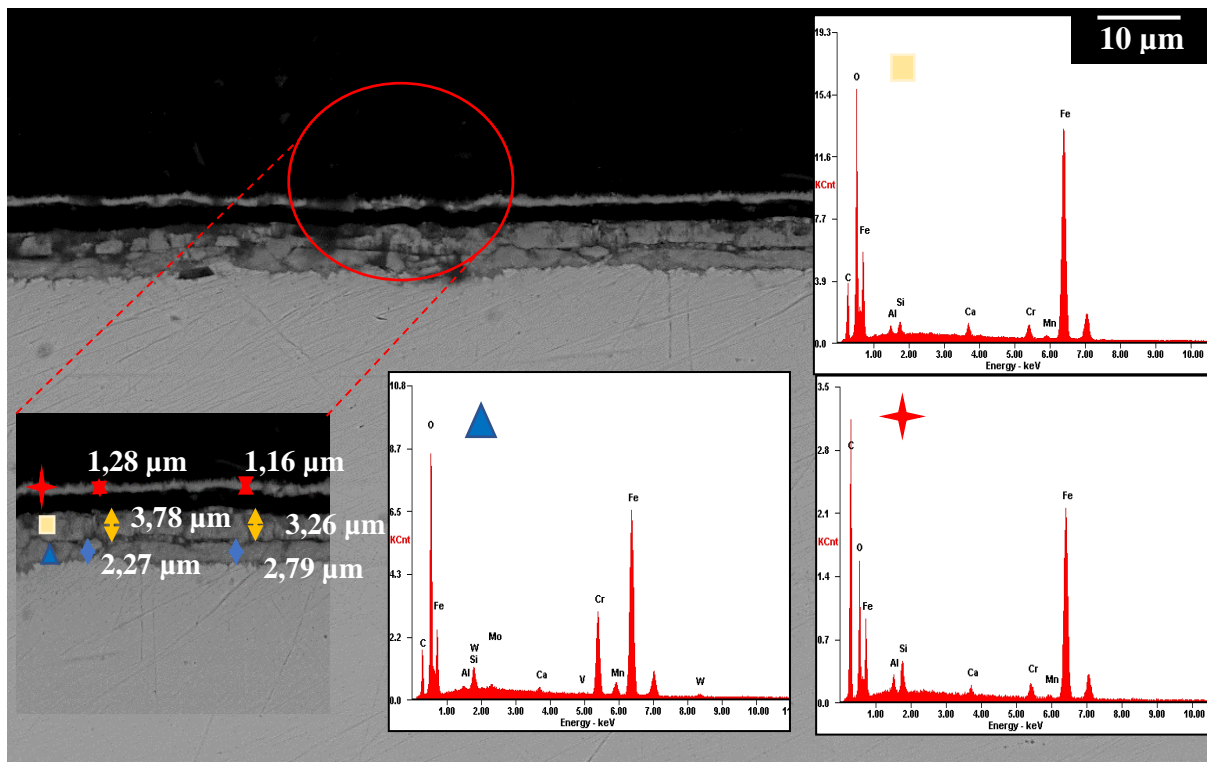 10 µm
19.3
15.4
11.6
KCnt
7.7
3.9
0.0
O
Fe
Fe
C
Al
Si
Ca
Cr
Mn
1.00 2.00 3.00 4.00 5.00 6.00 7.00 8.00 9.00 10.00
Energy - keV
1,28 µm
1,16 µm
3,78 µm
3,26 µm
2,27 µm
2,79 µm
10.8
8.7
6.5
KCnt
4.3
2.2
0.0
O
Fe
Fe
C
Al
W
Si
Mo
Ca
V
Cr
Mn
W
1.00 2.00 3.00 4.00 5.00 6.00 7.00 8.00 9.00 10.00
Energy - keV
3.5
2.8
2.1
KCnt
1.4
0.7
0.0
C
O
Fe
Fe
Al
Si
Ca
Cr
Mn
1.00 2.00 3.00 4.00 5.00 6.00 7.00 8.00 9.00 10.00
Energy - keV